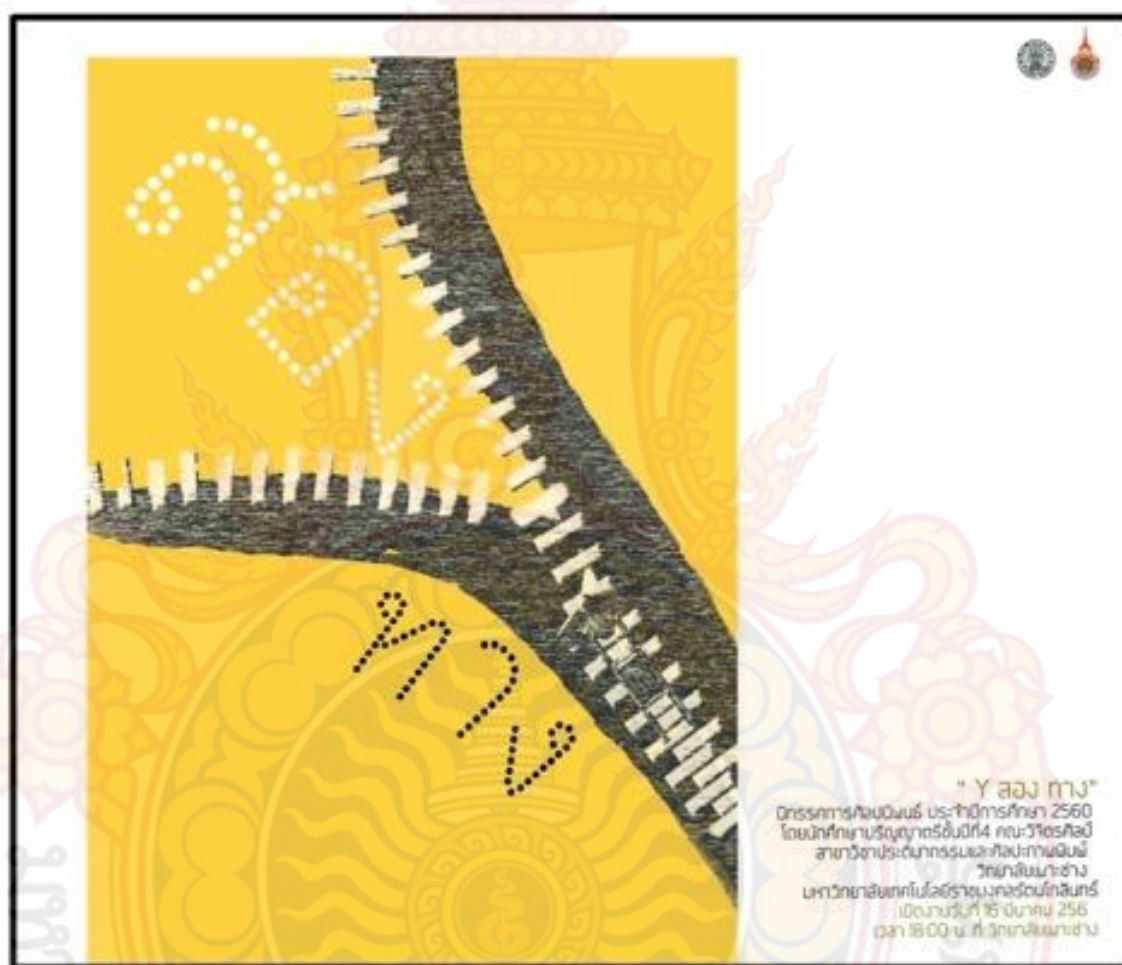 สอง
ทาง
" Y สอง ทาง"
นิทรรศการศิลปนิพนธ์ ประจำปีการศึกษา 2560
โดยนักศึกษาปริญญาตรีชั้นปีที่4 คณะวิจิตรศิลป์
สาขาวิชาประติมากรรมและศิลปะภาพพิมพ์
วิทยาลัยเพาะช่าง
มหาวิทยาลัยเทคโนโลยีราชมงคลรัตนโกสินทร์
เปิดงานวันที่ 16 มีนาคม 256
เวลา 18:00 น. ที่ วิทยาลัยเพาะช่าง